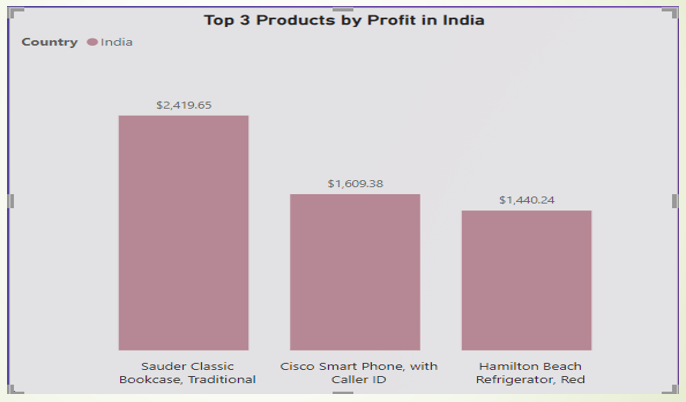 Top 3 Products by Profit in India
Country India
$2,419.65
$1,609.38
$1,440.24
Sauder Classic
Bookcase, Traditional
Cisco Smart Phone, with
Caller ID
Hamilton Beach
Refrigerator, Red